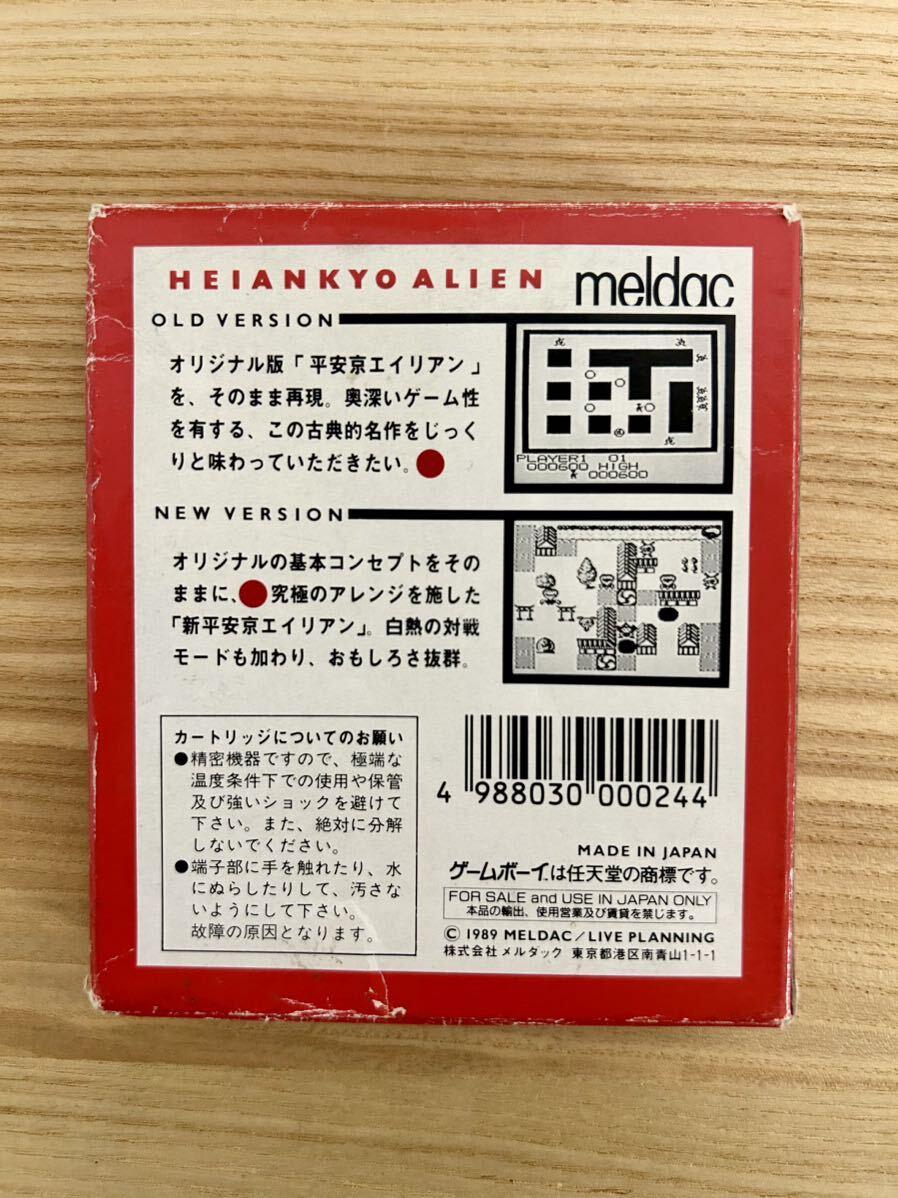 HEIANKYO ALIEN
meldac
OLD VERSION
オリジナル版「平安京エイリアン」
を、そのまま再現。奥深いゲーム性
を有する、この古典的名作をじっく
りと味わっていただきたい。
PLAYER1 01
000600 HIGH
000600
NEW VERSION
オリジナルの基本コンセプトをその
ままに、究極のアレンジを施した
「新平安京エイリアン」。白熱の対戦
モードも加わり、おもしろさ抜群。
カートリッジについてのお願い
●精密機器ですので、極端な
温度条件下での使用や保管
及び強いショックを避けて
下さい。また、絶対に分解
しないでください。
●端子部に手を触れたり、水
にぬらしたりして、汚さな
いようにして下さい。
故障の原因となります。
4 988030 000244
MADE IN JAPAN
ゲームボーイは任天堂の商標です。
FOR SALE and USE IN JAPAN ONLY
本品の輸出、使用営業及び賃貸を禁じます。
© 1989 MELDAC/LIVE PLANNING
株式会社メルダック 東京都港区南青山1-1-1